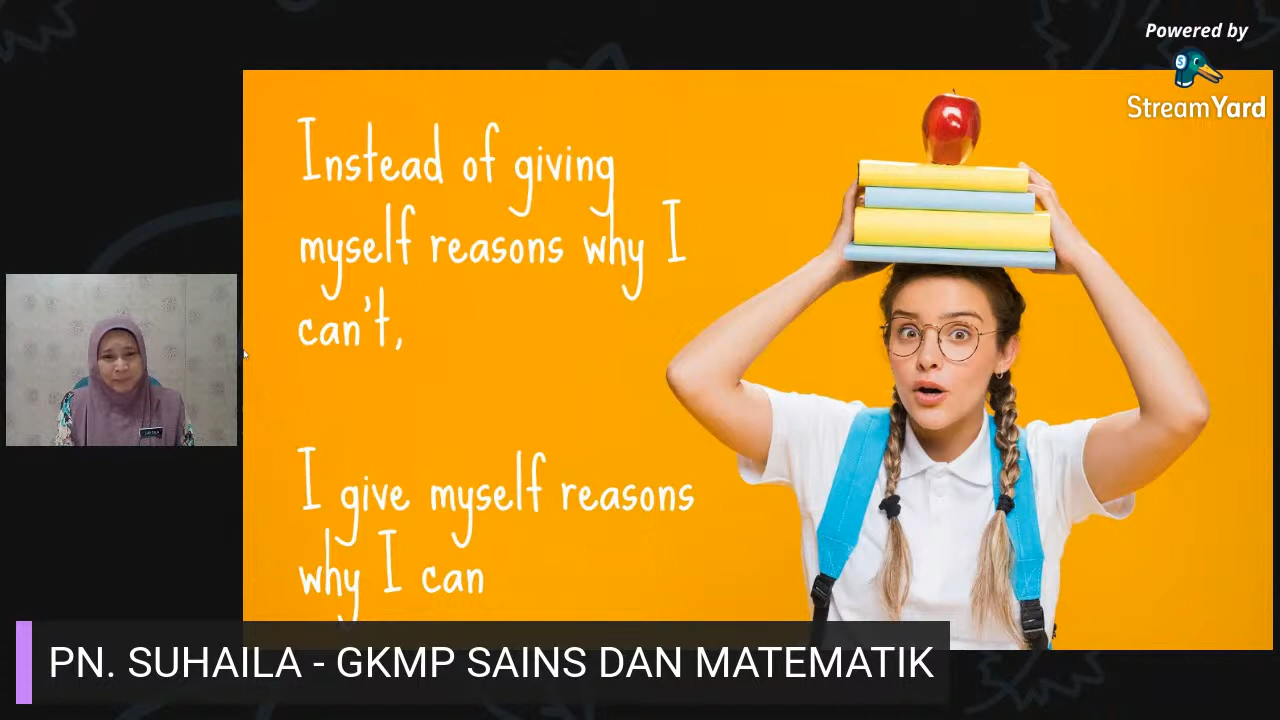 Powered by
StreamYard
Instead of giving
myself reasons why I
can't,
I give myself reasons
why I can
PN. SUHAILA - GKMP SAINS DAN MATEMATIK